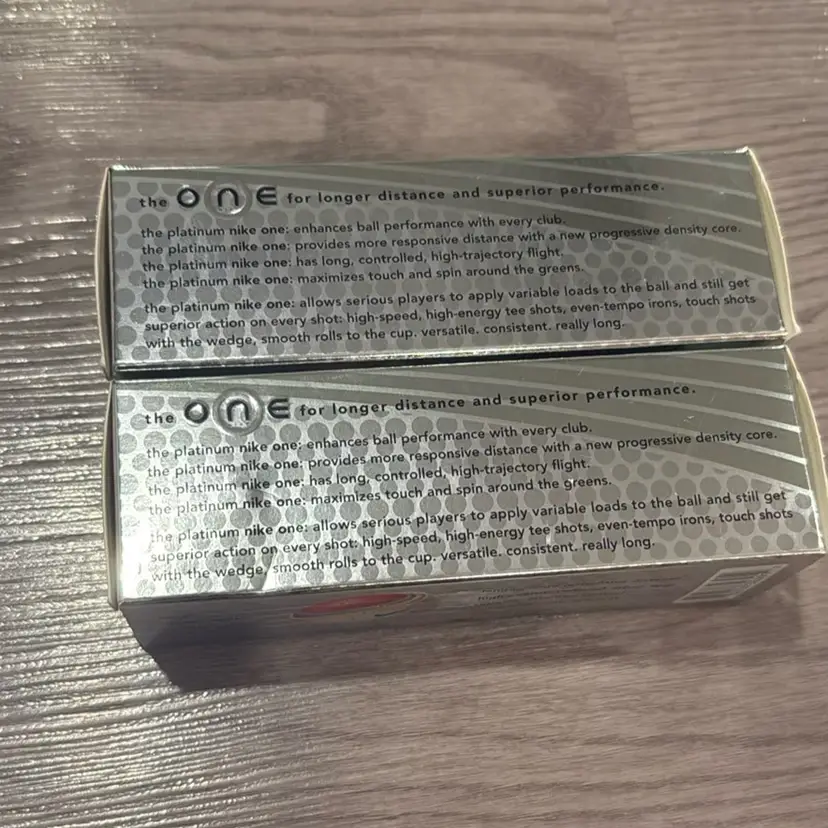 the ONE for longer distance and superior performance.
the platinum nike one: enhances ball performance with every club.
the platinum nike one: provides more responsive distance with a new progressive density core.
the platinum nike one: has long, controlled, high-trajectory flight.
the platinum nike one: maximizes touch and spin around the greens.
the platinum nike one: allows serious players to apply variable loads to the ball and still get
superior action on every shot: high-speed, high-energy tee shots, even-tempo irons, touch shots
with the wedge, smooth rolls to the cup. versatile. consistent. really long.
the ONE for longer distance and superior performance.
the platinum nike one: enhances ball performance with every club.
the platinum nike one: provides more responsive distance with a new progressive density core.
the platinum nike one: has long, controlled, high-trajectory flight.
the platinum nike one: maximizes touch and spin around the greens.
the platinum nike one: allows serious players to apply variable loads to the ball and still get
superior action on every shot: high-speed, high-energy tee shots, even-tempo irons, touch shots
with the wedge, smooth rolls to the cup. versatile. consistent. really long.